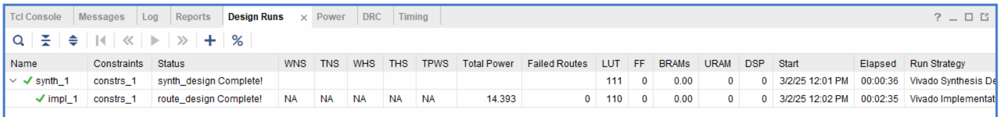 Tcl Console Messages Log Reports Design Runs × Power DRC Timing ?
%
Name Constraints Status WNS TNS WHS THS TPWS Total Power Failed Routes LUT FF BRAMs URAM DSP Start Elapsed Run Strategy
synth_1 constrs_1 synth_design Complete! 111 0 0.00 0 0 3/2/25 12:01 PM 00:00:36 Vivado Synthesis De
impl_1 constrs_1 route_design Complete! NA NA NA NA NA 14.393 0 110 0 0.00 0 0 3/2/25 12:02 PM 00:02:35 Vivado Implementat